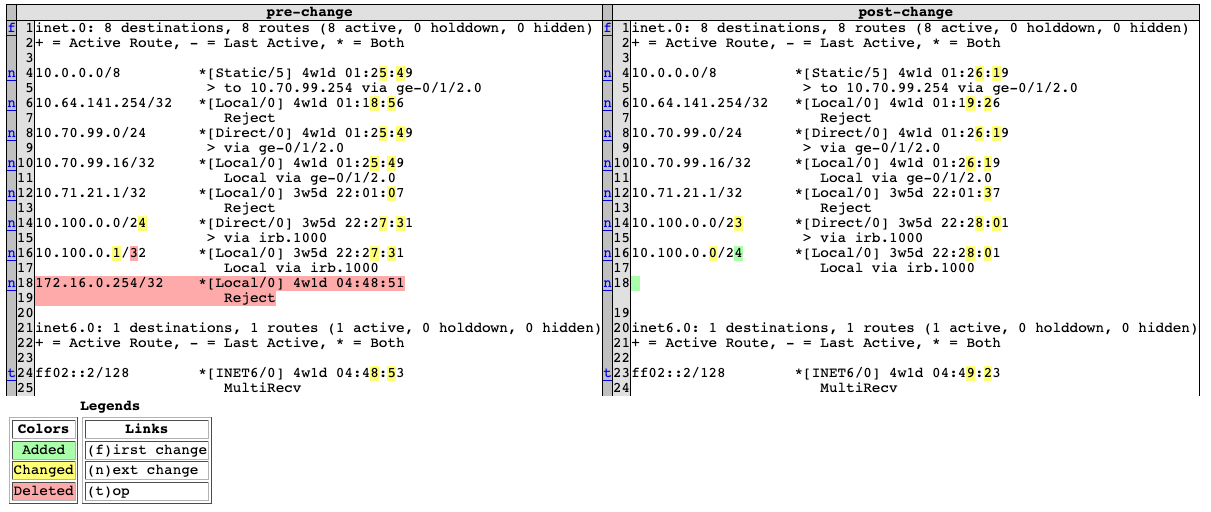 pre-change
f 1 inet.0: 8 destinations, 8 routes (8 active, 0 holddown, 0 hidden)
2 + = Active Route, - = Last Active, * = Both
3
n 4 10.0.0.0/8 *[Static/5] 4w1d 01:25:49
5 > to 10.70.99.254 via ge-0/1/2.0
n 6 10.64.141.254/32 *[Local/0] 4w1d 01:18:56
7 Reject
n 8 10.70.99.0/24 *[Direct/0] 4w1d 01:25:49
9 > via ge-0/1/2.0
n 10 10.70.99.16/32 *[Local/0] 4w1d 01:25:49
11 Local via ge-0/1/2.0
n 12 10.71.21.1/32 *[Local/0] 3w5d 22:01:07
13 Reject
n 14 10.100.0.0/24 *[Direct/0] 3w5d 22:27:31
15 > via irb.1000
n 16 10.100.0.1/32 *[Local/0] 3w5d 22:27:31
17 Local via irb.1000
n 18 172.16.0.254/32 *[Local/0] 4w1d 04:48:51
19 Reject
20
21 inet6.0: 1 destinations, 1 routes (1 active, 0 holddown, 0 hidden)
22 + = Active Route, - = Last Active, * = Both
23
t 24 ff02::2/128 *[INET6/0] 4w1d 04:48:53
25 MultiRecv
post-change
f 1 inet.0: 8 destinations, 8 routes (8 active, 0 holddown, 0 hidden)
2 + = Active Route, - = Last Active, * = Both
3
n 4 10.0.0.0/8 *[Static/5] 4w1d 01:26:19
5 > to 10.70.99.254 via ge-0/1/2.0
n 6 10.64.141.254/32 *[Local/0] 4w1d 01:19:26
7 Reject
n 8 10.70.99.0/24 *[Direct/0] 4w1d 01:26:19
9 > via ge-0/1/2.0
n 10 10.70.99.16/32 *[Local/0] 4w1d 01:26:19
11 Local via ge-0/1/2.0
n 12 10.71.21.1/32 *[Local/0] 3w5d 22:01:37
13 Reject
n 14 10.100.0.0/23 *[Direct/0] 3w5d 22:28:01
15 > via irb.1000
n 16 10.100.0.0/24 *[Local/0] 3w5d 22:28:01
17 Local via irb.1000
n 18
19
20 inet6.0: 1 destinations, 1 routes (1 active, 0 holddown, 0 hidden)
21 + = Active Route, - = Last Active, * = Both
22
t 23 ff02::2/128 *[INET6/0] 4w1d 04:49:23
24 MultiRecv
Legends
Colors Links
Added (f)irst change
Changed (n)ext change
Deleted (t)op